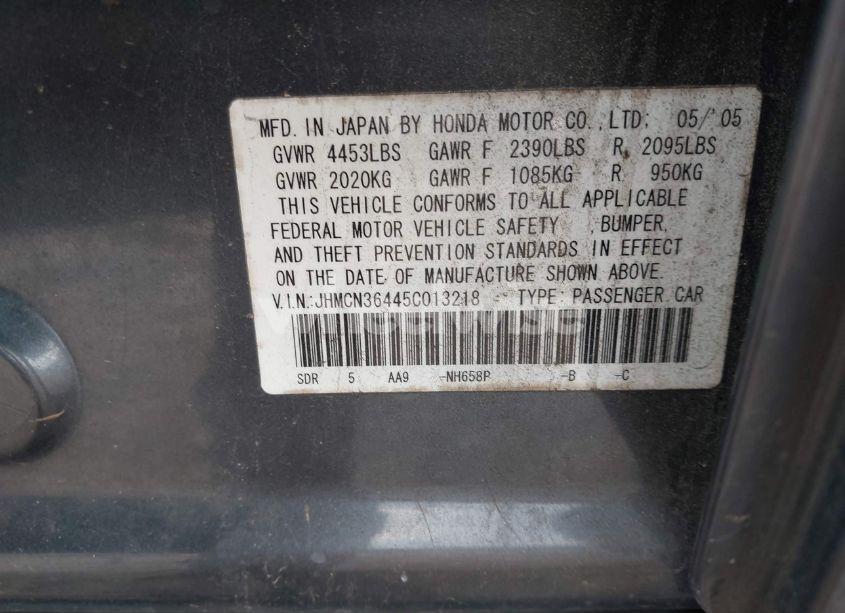 MFD. IN JAPAN BY HONDA MOTOR CO.,LTD. 05/'05
GVWR 4453LBS GAWR F 2390LBS R 2095LBS
GVWR 2020KG GAWR F 1085KG R 950KG
THIS VEHICLE CONFORMS TO ALL APPLICABLE
FEDERAL MOTOR VEHICLE SAFETY ,BUMPER,
AND THEFT PREVENTION STANDARDS IN EFFECT
ON THE DATE OF MANUFACTURE SHOWN ABOVE.
V.I.N:JHMCN36445C013218 TYPE:PASSENGER CAR
SDR 5 AA9 -NH658P -B -C